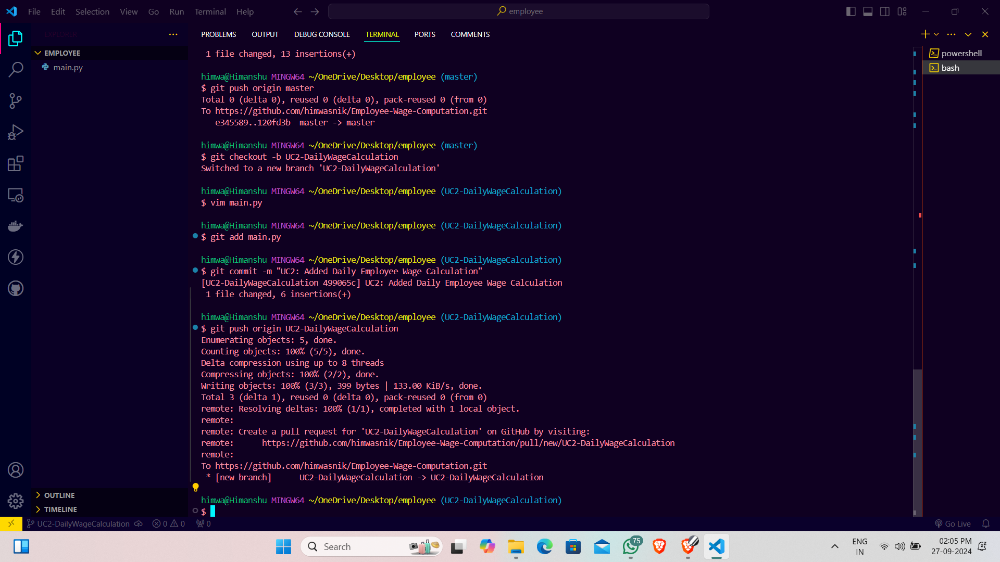 File Edit Selection View Go Run Terminal Help
employee
EXPLORER
EMPLOYEE
main.py
OUTLINE
TIMELINE
PROBLEMS OUTPUT DEBUG CONSOLE TERMINAL PORTS COMMENTS
powershell
bash
1 file changed, 13 insertions(+)
himwa@Himanshu MINGW64 ~/OneDrive/Desktop/employee (master)
$ git push origin master
Total 0 (delta 0), reused 0 (delta 0), pack-reused 0 (from 0)
To https://github.com/himwasnik/Employee-Wage-Computation.git
e345589..120fd3b master -> master
himwa@Himanshu MINGW64 ~/OneDrive/Desktop/employee (master)
$ git checkout -b UC2-DailyWageCalculation
Switched to a new branch 'UC2-DailyWageCalculation'
himwa@Himanshu MINGW64 ~/OneDrive/Desktop/employee (UC2-DailyWageCalculation)
$ vim main.py
himwa@Himanshu MINGW64 ~/OneDrive/Desktop/employee (UC2-DailyWageCalculation)
$ git add main.py
himwa@Himanshu MINGW64 ~/OneDrive/Desktop/employee (UC2-DailyWageCalculation)
$ git commit -m "UC2: Added Daily Employee Wage Calculation"
[UC2-DailyWageCalculation 499065c] UC2: Added Daily Employee Wage Calculation
1 file changed, 6 insertions(+)
himwa@Himanshu MINGW64 ~/OneDrive/Desktop/employee (UC2-DailyWageCalculation)
$ git push origin UC2-DailyWageCalculation
Enumerating objects: 5, done.
Counting objects: 100% (5/5), done.
Delta compression using up to 8 threads
Compressing objects: 100% (2/2), done.
Writing objects: 100% (3/3), 399 bytes | 133.00 KiB/s, done.
Total 3 (delta 1), reused 0 (delta 0), pack-reused 0 (from 0)
remote: Resolving deltas: 100% (1/1), completed with 1 local object.
remote:
remote: Create a pull request for 'UC2-DailyWageCalculation' on GitHub by visiting:
remote: https://github.com/himwasnik/Employee-Wage-Computation/pull/new/UC2-DailyWageCalculation
remote:
To https://github.com/himwasnik/Employee-Wage-Computation.git
* [new branch] UC2-DailyWageCalculation -> UC2-DailyWageCalculation
himwa@Himanshu MINGW64 ~/OneDrive/Desktop/employee (UC2-DailyWageCalculation)
$
UC2-DailyWageCalculation 0 0 0 Go Live
Search
75
ENG
IN
02:05 PM
27-09-2024